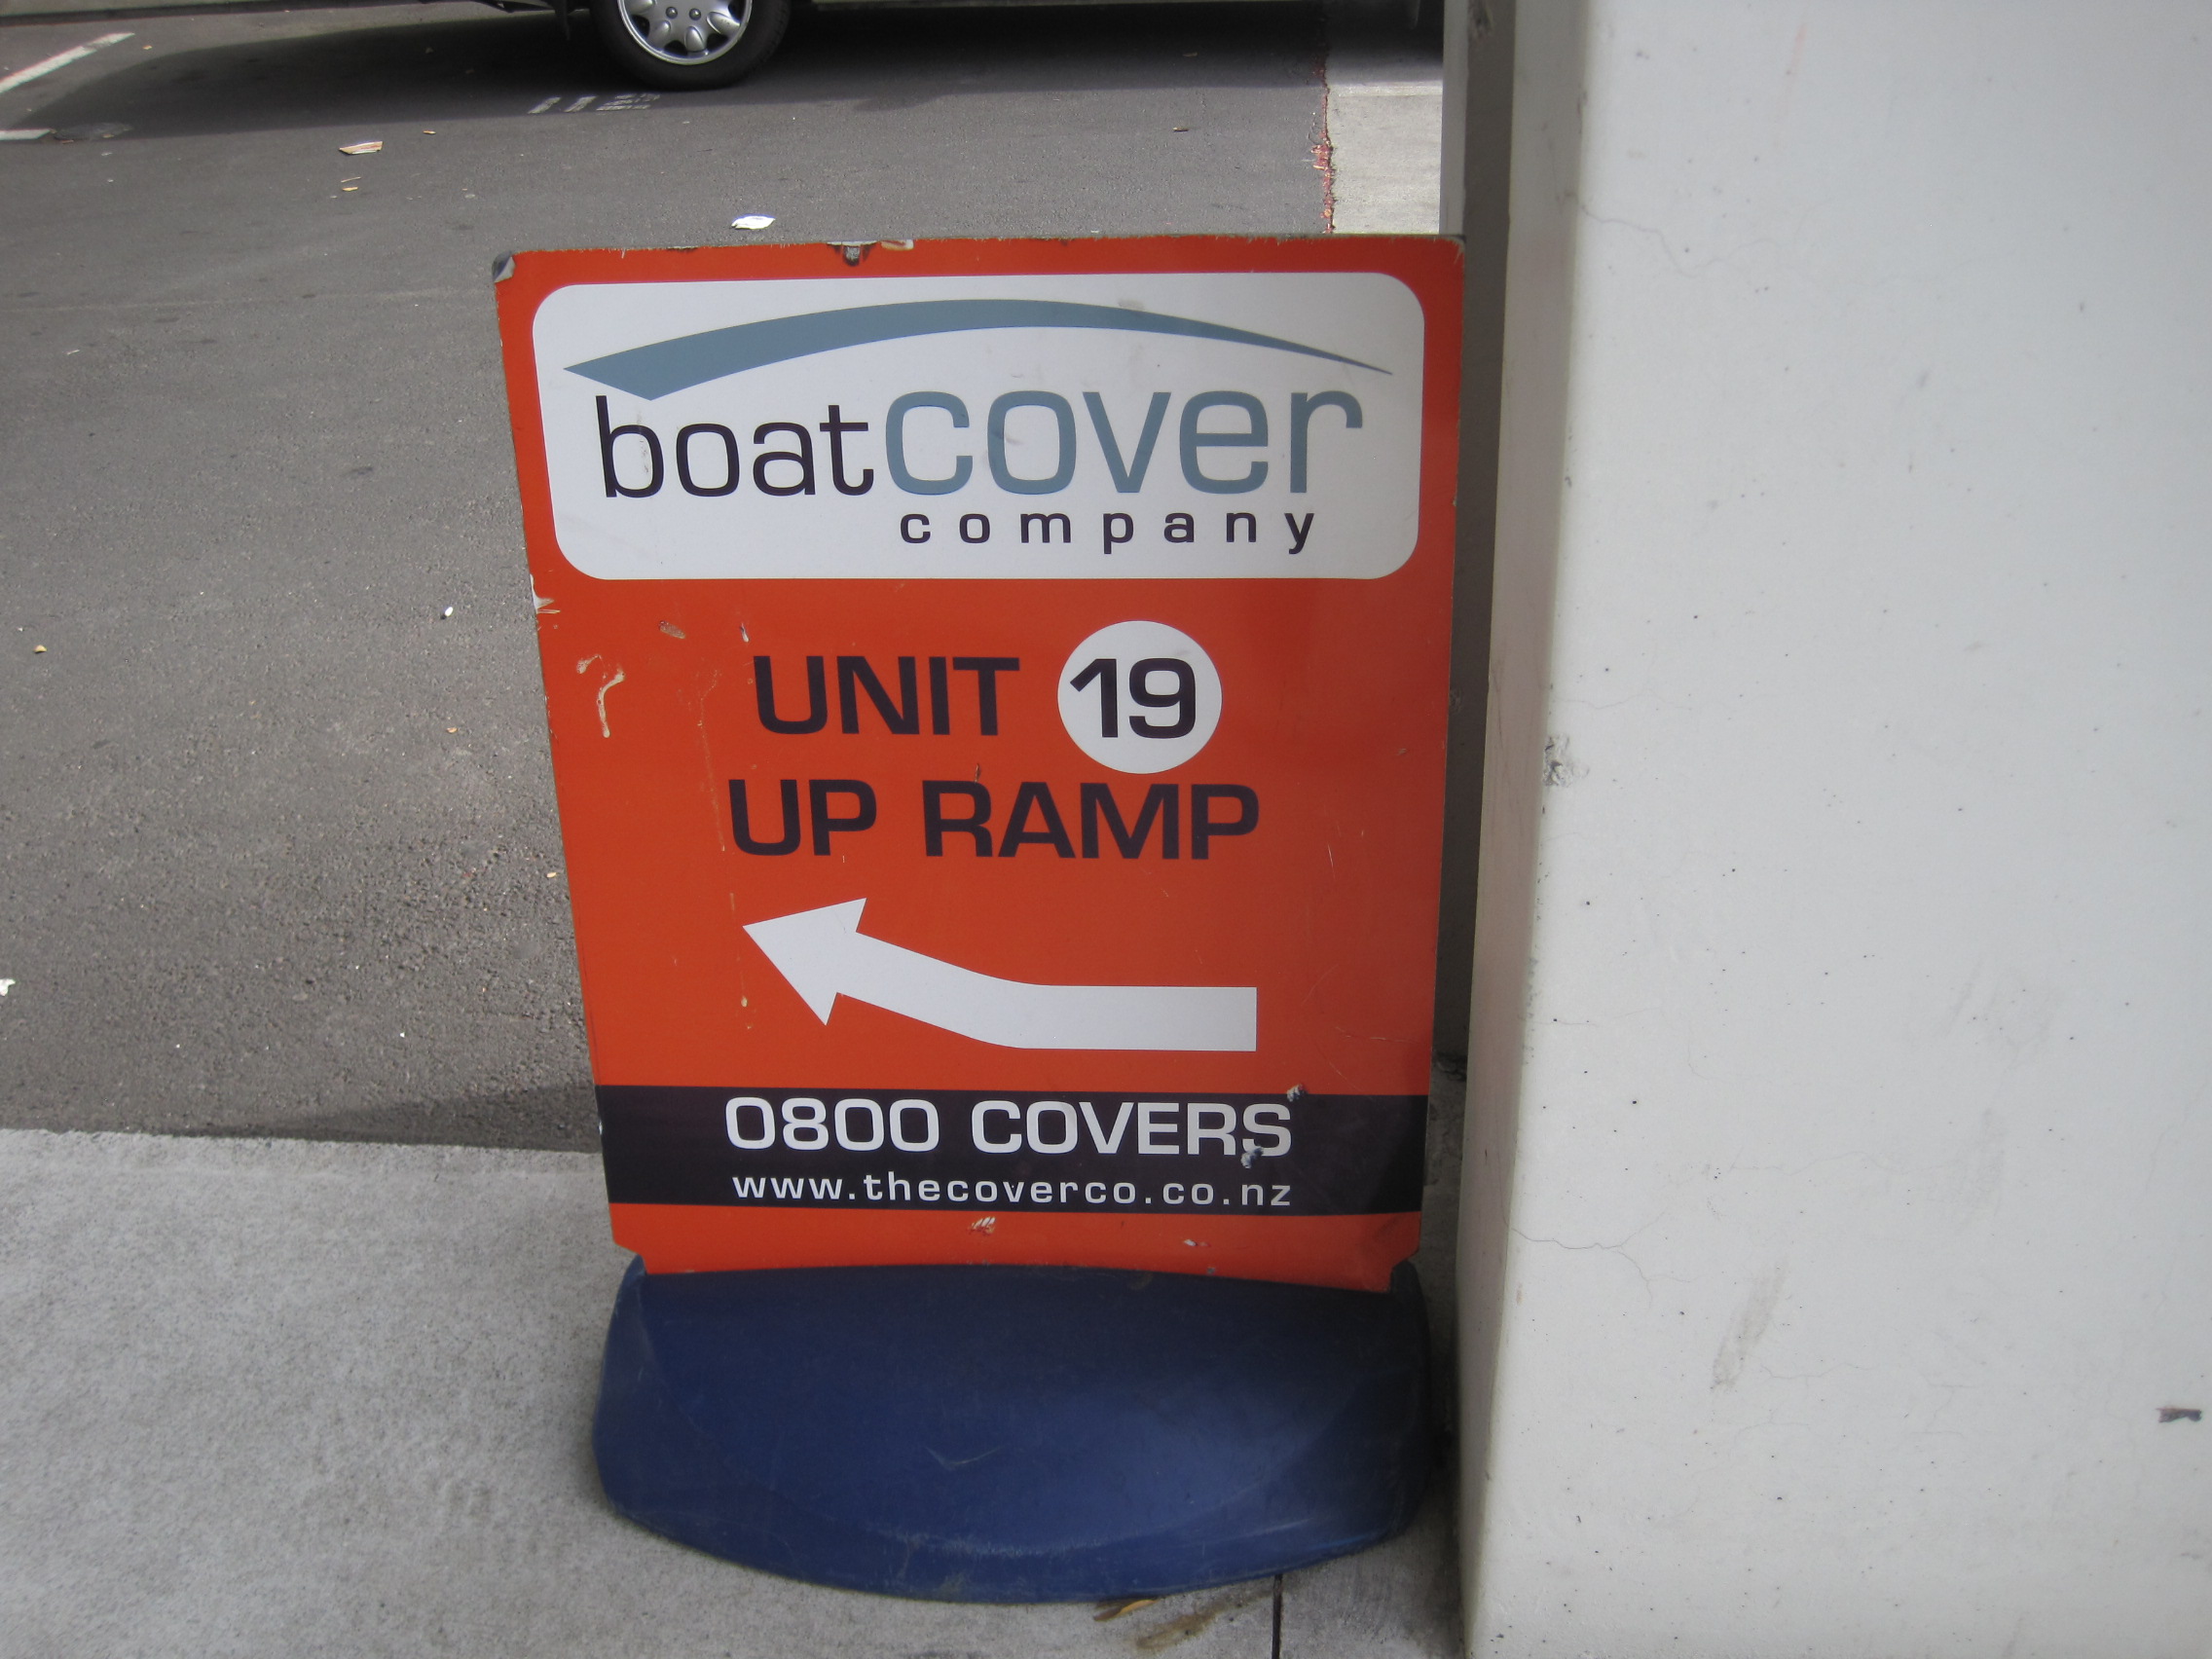 boatcover
company
UNIT 19
UP RAMP
0800 COVERS
www.thecoverco.co.nz